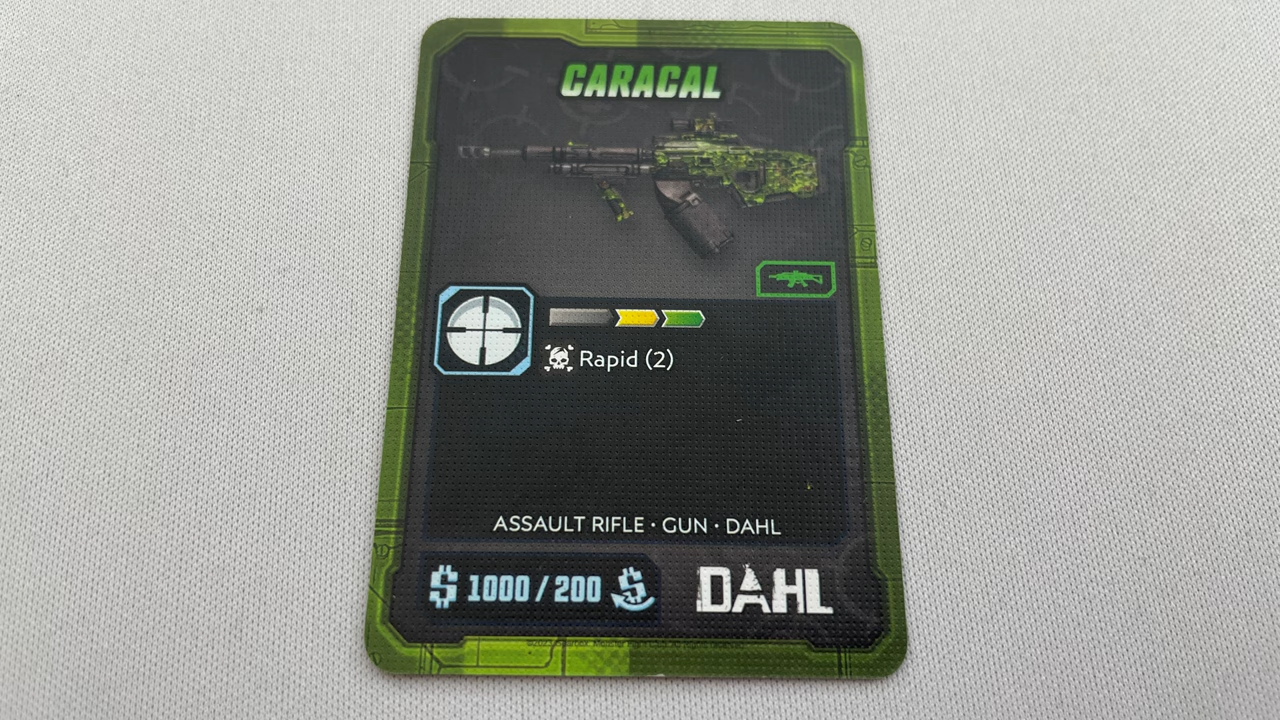 CARACAL
Rapid (2)
ASSAULT RIFLE · GUN · DAHL
$ 1000 / 200 $
DAHL